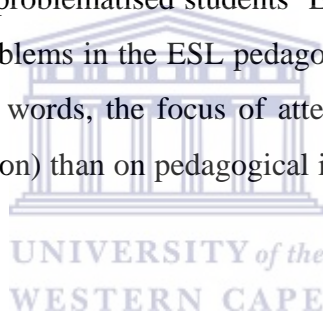 problematised students'
blems in the ESL pedagog
words, the focus of atte
on) than on pedagogical i
UNIVERSITY of the
WESTERN CAPE